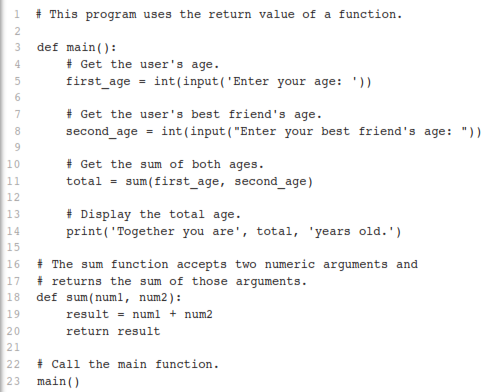 1 # This program uses the return value of a function.
2
3 def main():
4     # Get the user's age.
5     first_age = int(input('Enter your age: '))
6
7     # Get the user's best friend's age.
8     second_age = int(input("Enter your best friend's age: "))
9
10     # Get the sum of both ages.
11     total = sum(first_age, second_age)
12
13     # Display the total age.
14     print('Together you are', total, 'years old.')
15
16 # The sum function accepts two numeric arguments and
17 # returns the sum of those arguments.
18 def sum(num1, num2):
19     result = num1 + num2
20     return result
21
22 # Call the main function.
23 main()